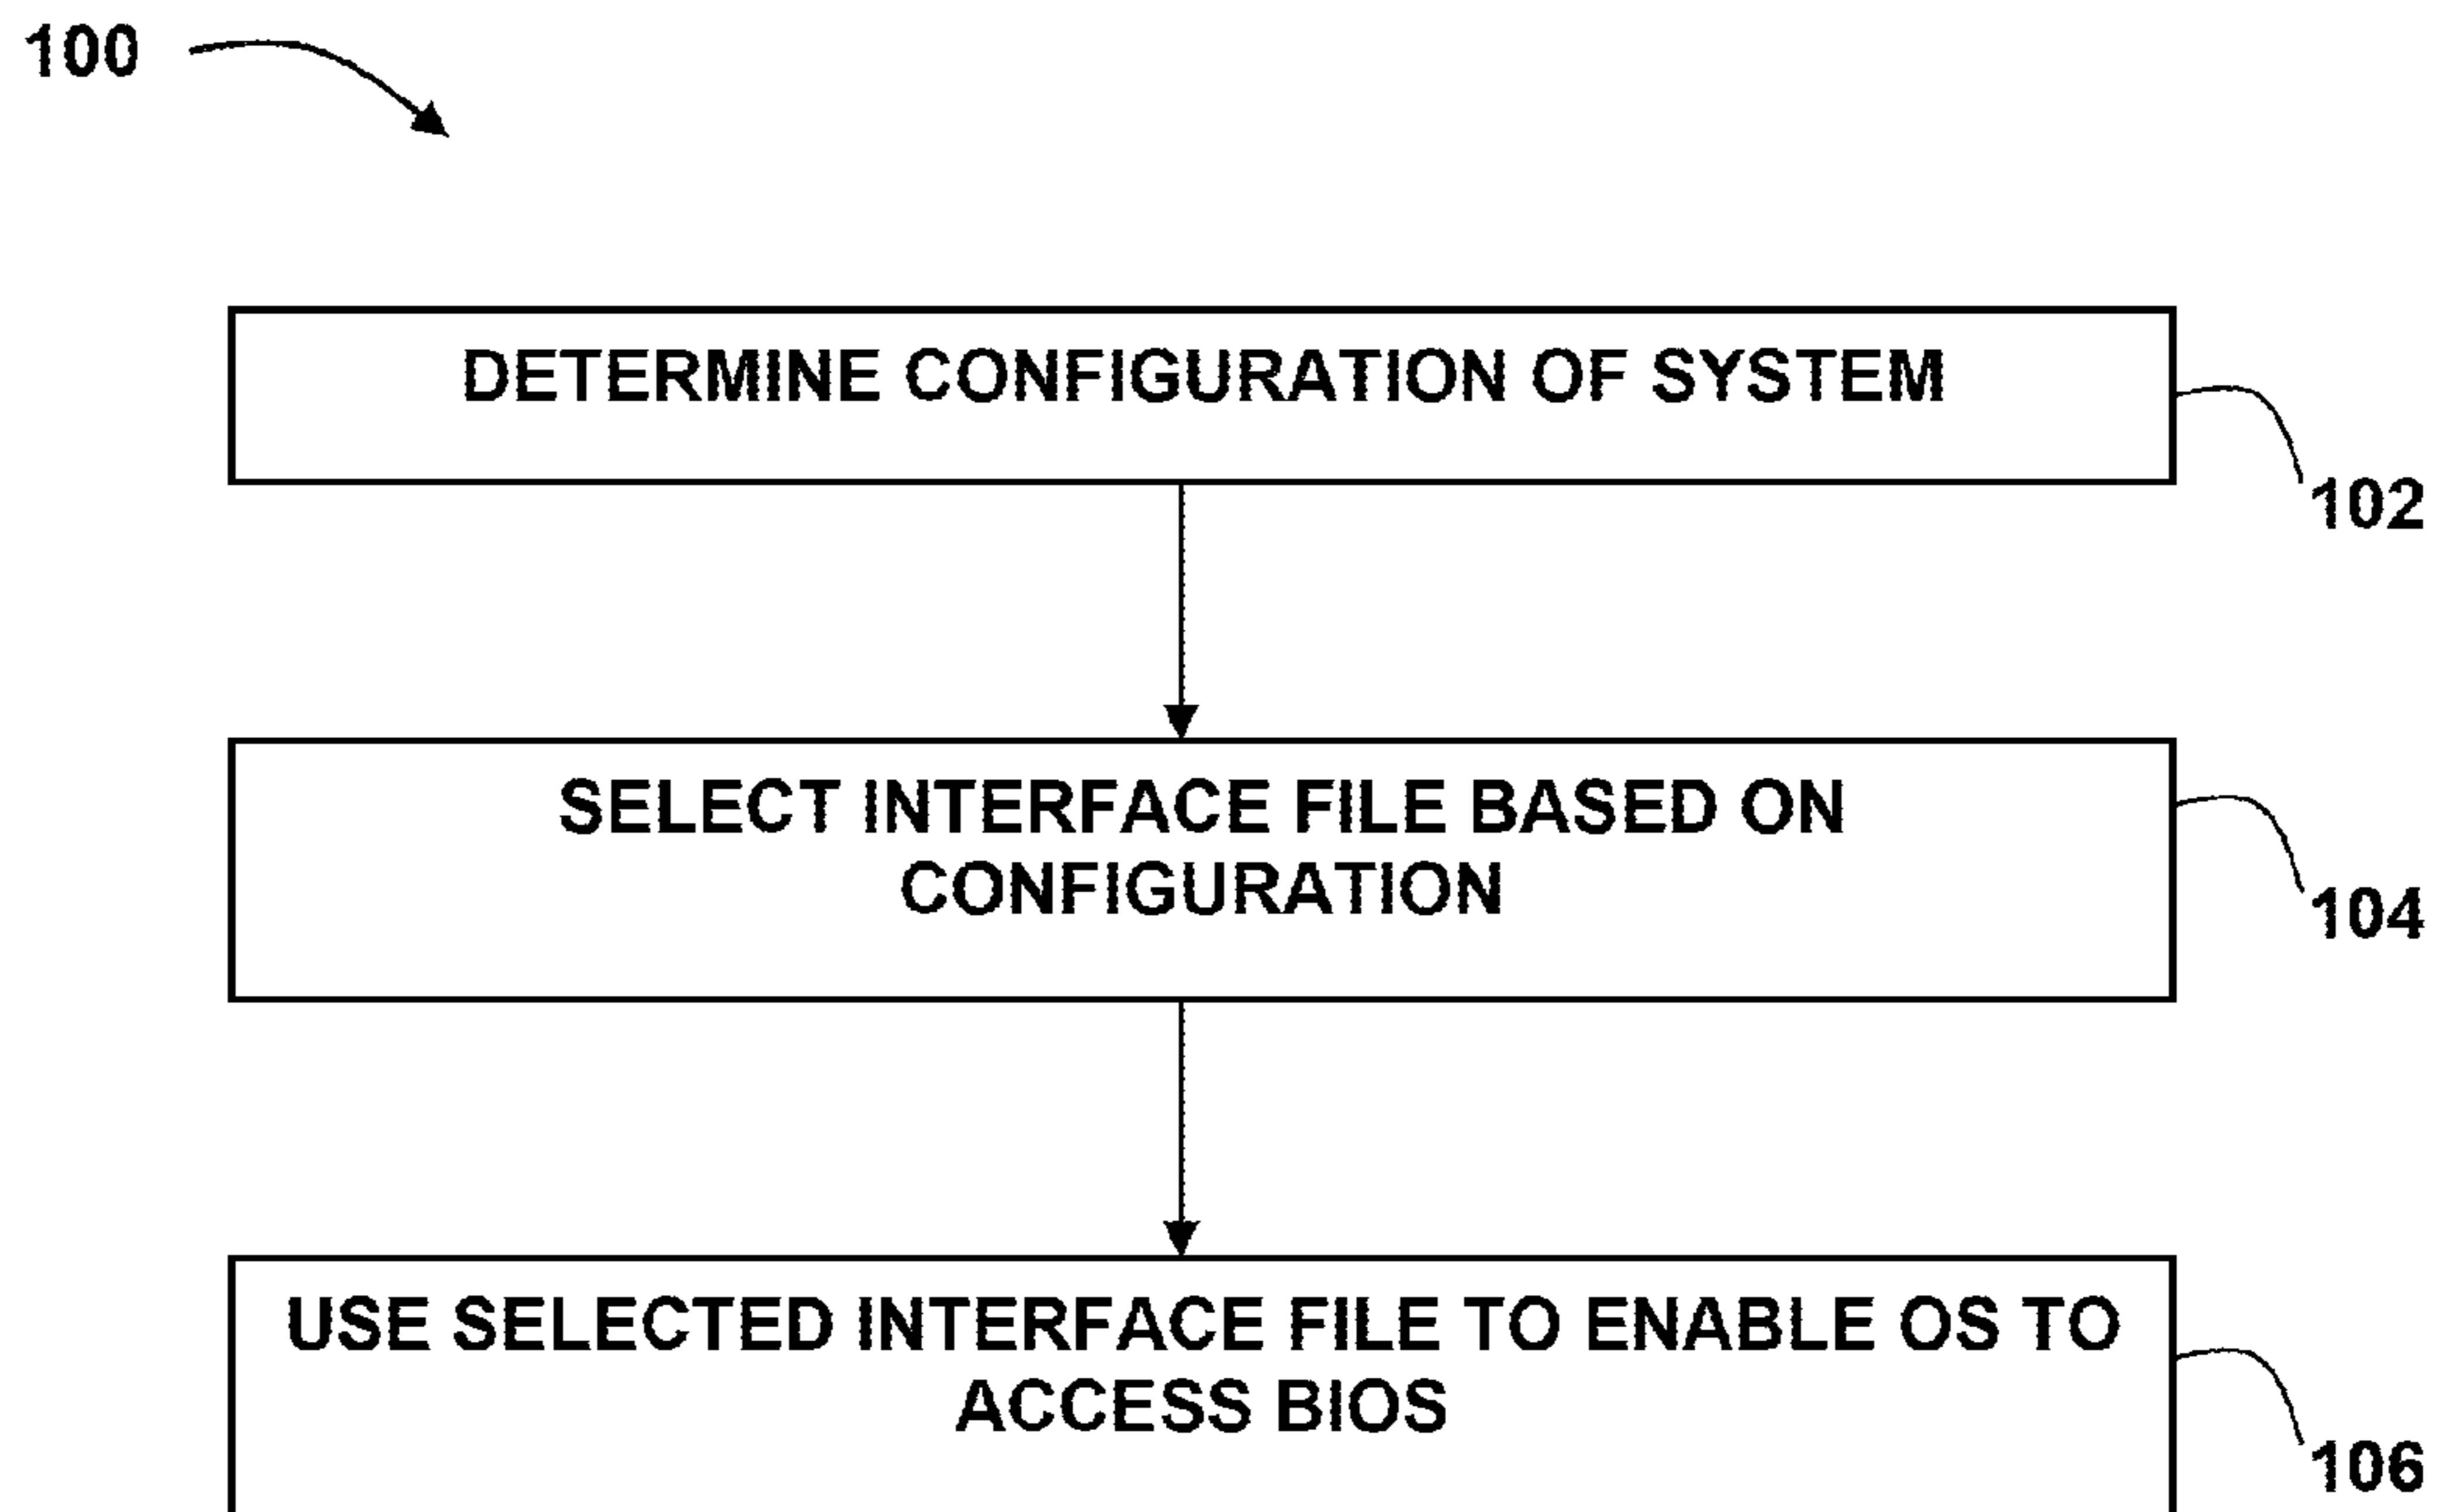 100
DETERMINE CONFIGURATION OF SYSTEM
102
SELECT INTERFACE FILE BASED ON
CONFIGURATION
104
USE SELECTED INTERFACE FILE TO ENABLE OS TO
ACCESS BIOS
106